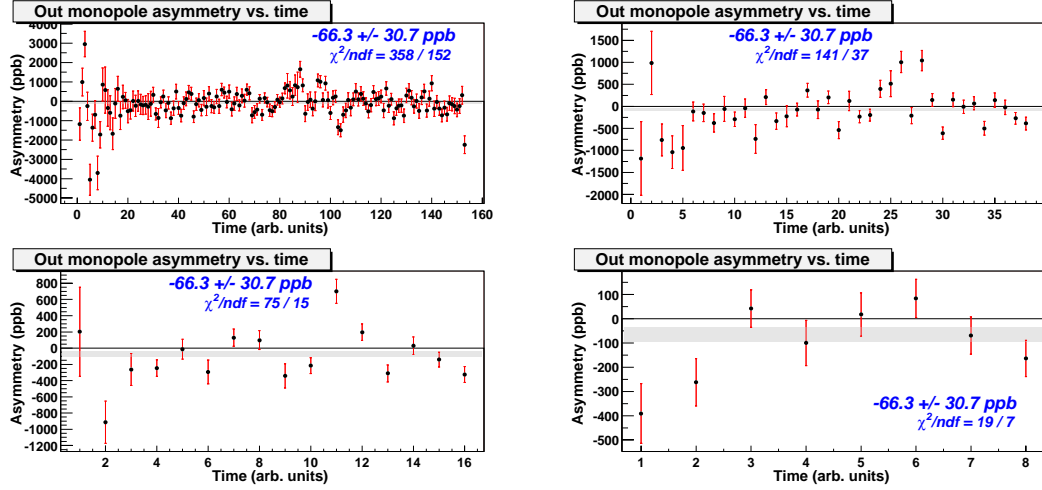 Out monopole asymmetry vs. time
-66.3 +/- 30.7 ppb
χ²/ndf = 358 / 152
Asymmetry (ppb)
4000
3000
2000
1000
0
-1000
-2000
-3000
-4000
-5000
0 20 40 60 80 100 120 140 160
Time (arb. units)
Out monopole asymmetry vs. time
-66.3 +/- 30.7 ppb
χ²/ndf = 141 / 37
Asymmetry (ppb)
1500
1000
500
0
-500
-1000
-1500
-2000
0 5 10 15 20 25 30 35
Time (arb. units)
Out monopole asymmetry vs. time
-66.3 +/- 30.7 ppb
χ²/ndf = 75 / 15
Asymmetry (ppb)
800
600
400
200
0
-200
-400
-600
-800
-1000
-1200
2 4 6 8 10 12 14 16
Time (arb. units)
Out monopole asymmetry vs. time
Asymmetry (ppb)
100
0
-100
-200
-300
-400
-500
-66.3 +/- 30.7 ppb
χ²/ndf = 19 / 7
1 2 3 4 5 6 7 8
Time (arb. units)